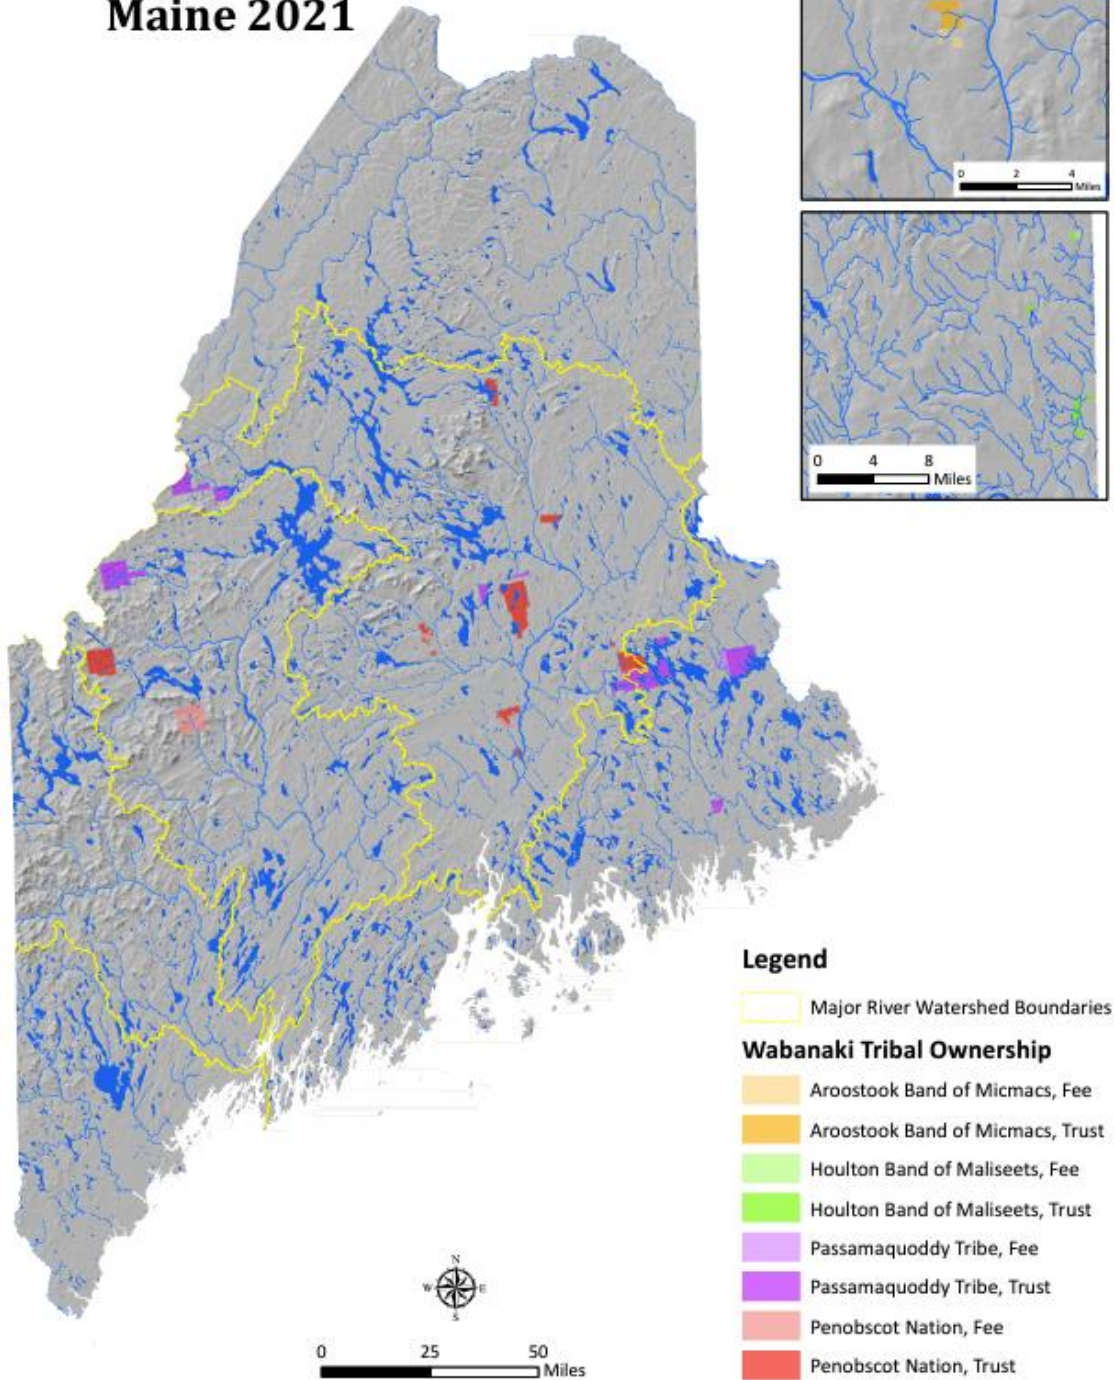 Maine 2021
0 2 4
Miles
0 4 8
Miles
Legend
Major River Watershed Boundaries
Wabanaki Tribal Ownership
Aroostook Band of Micmacs, Fee
Aroostook Band of Micmacs, Trust
Houlton Band of Maliseets, Fee
Houlton Band of Maliseets, Trust
Passamaquoddy Tribe, Fee
Passamaquoddy Tribe, Trust
Penobscot Nation, Fee
Penobscot Nation, Trust
N
W E
S
0 25 50
Miles